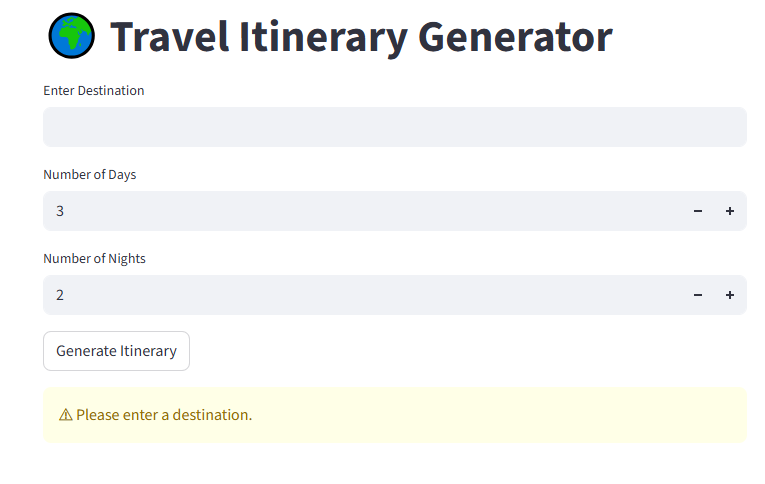 Travel Itinerary Generator
Enter Destination
Number of Days
3 − +
Number of Nights
2 − +
Generate Itinerary
⚠ Please enter a destination.